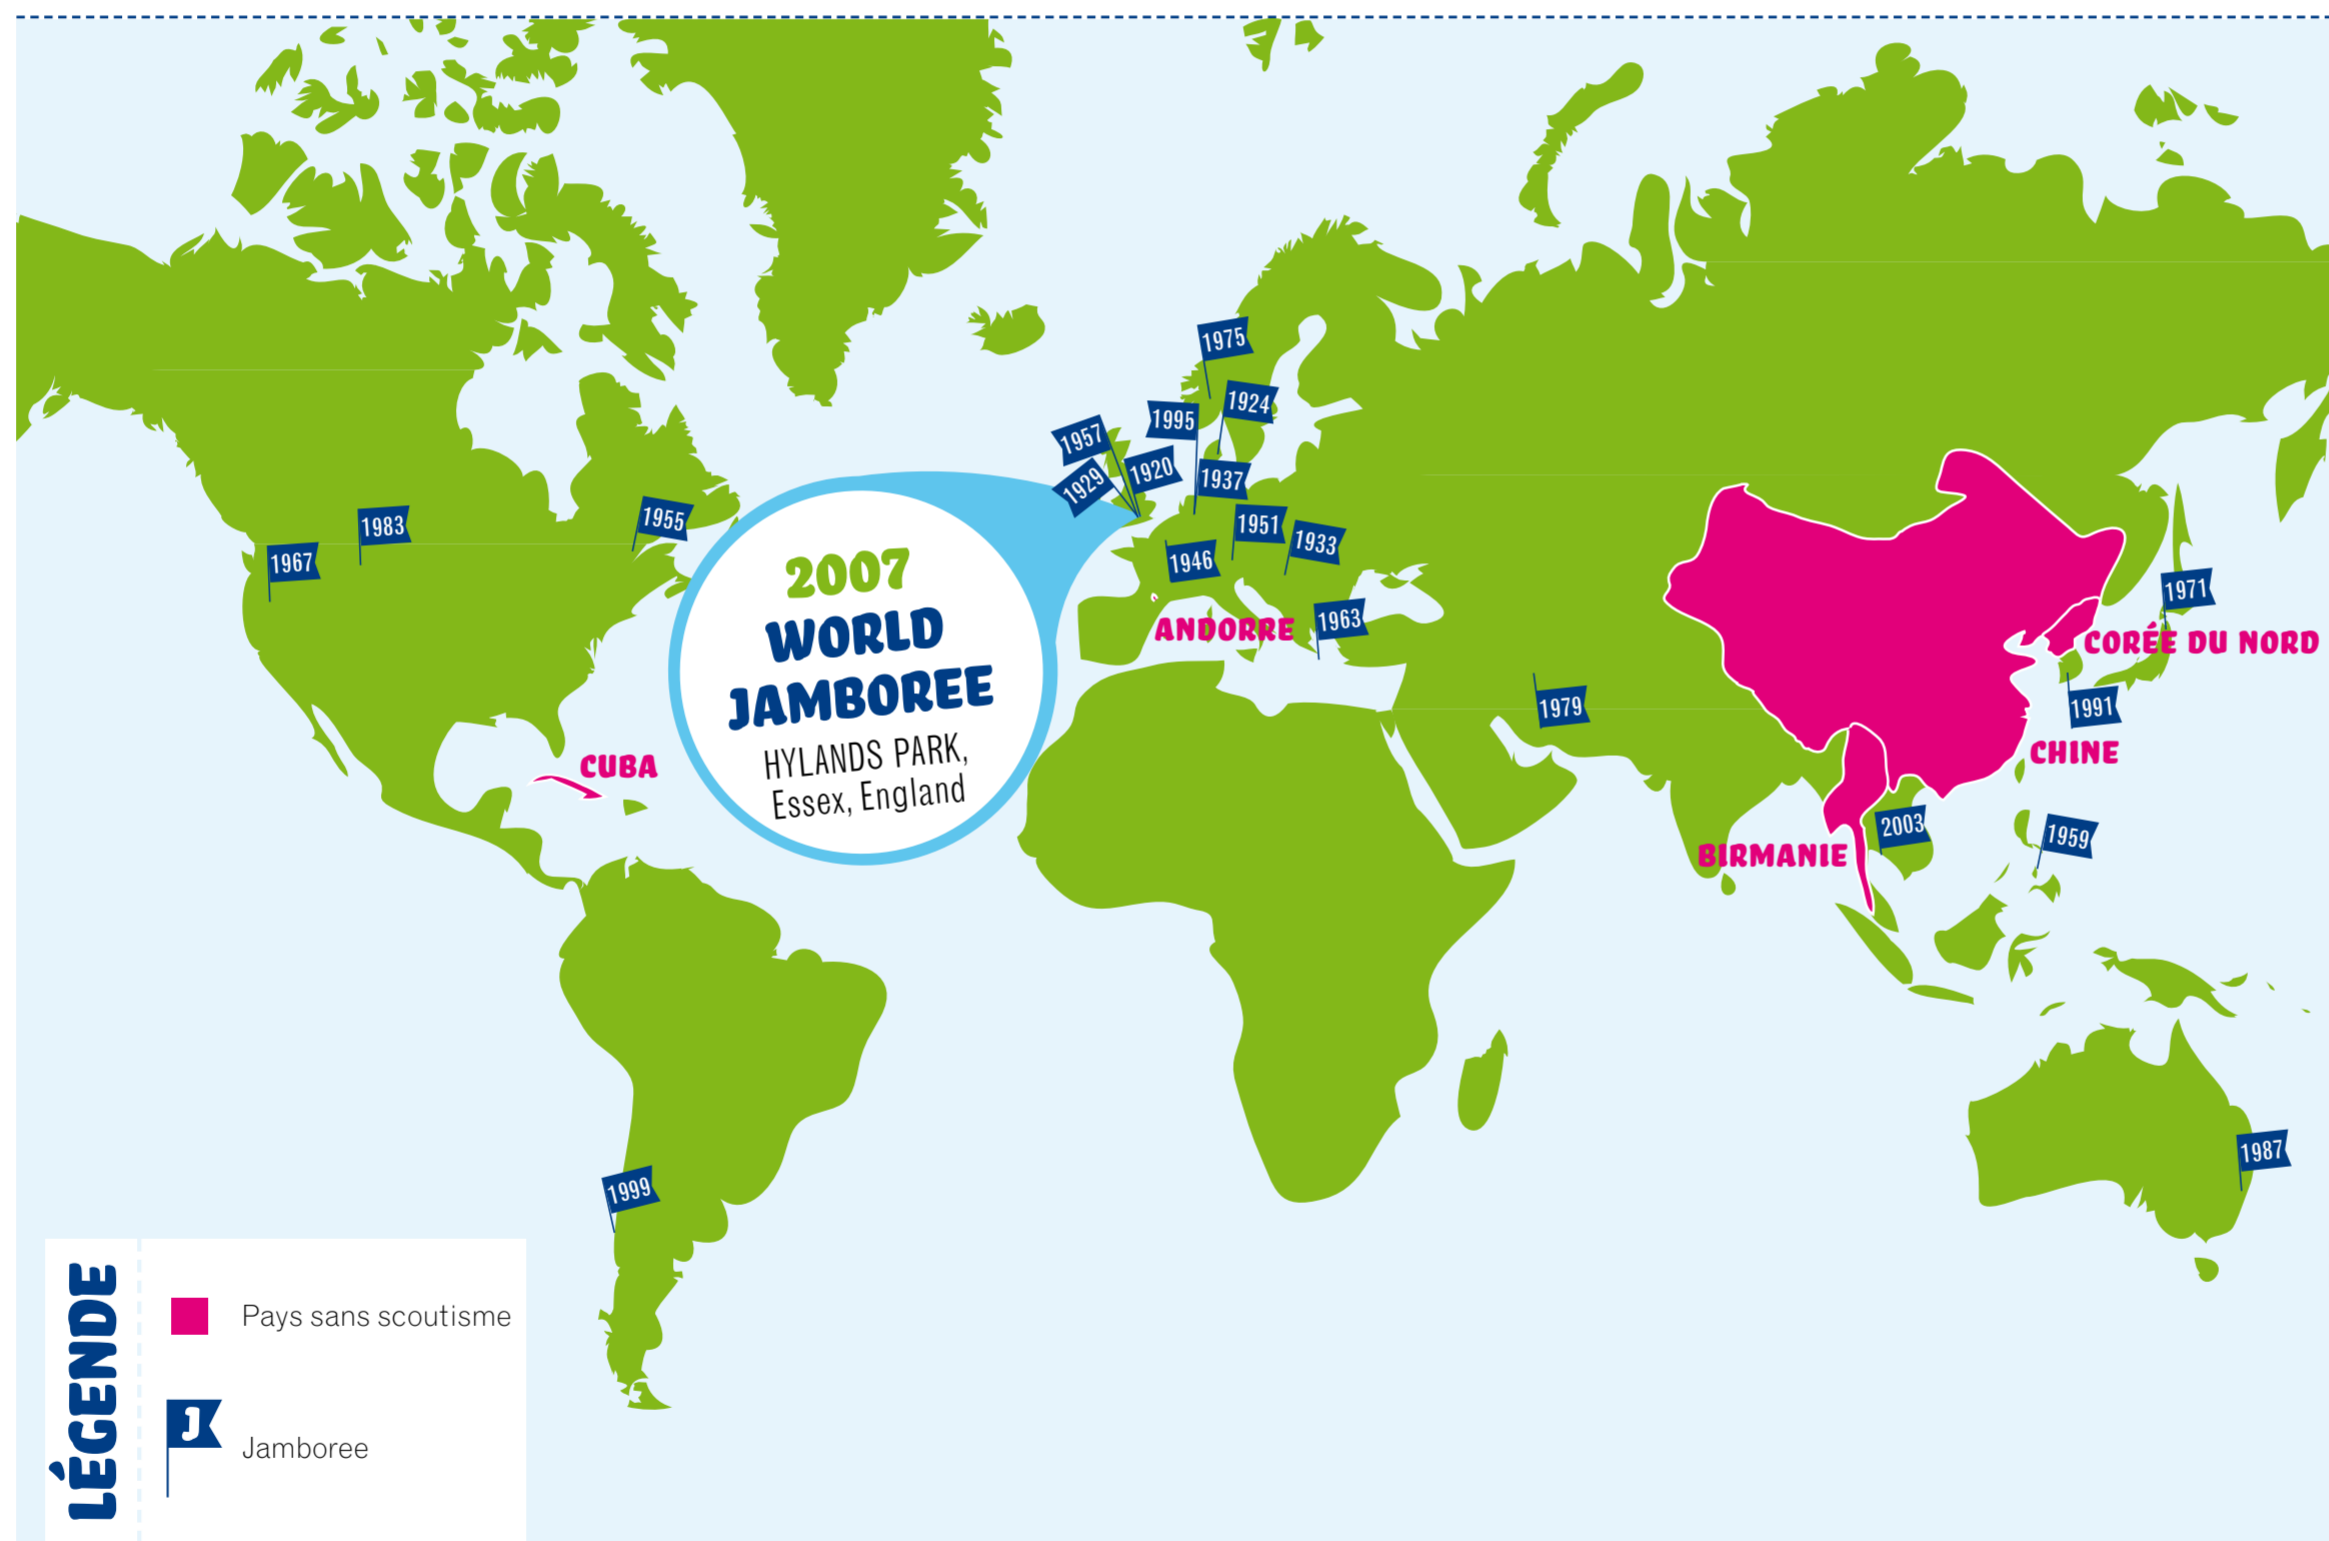 1975
1924
1995
1957
1920
1929
1937
1951
1933
1946
1963
1955
1983
1967
2007
WORLD
JAMBOREE
HYLANDS PARK,
Essex, England
ANDORRE
CUBA
1979
1971
CORÉE DU NORD
1991
CHINE
2003
1959
BIRMANIE
1987
1999
LÉGENDE
Pays sans scoutisme
J
Jamboree